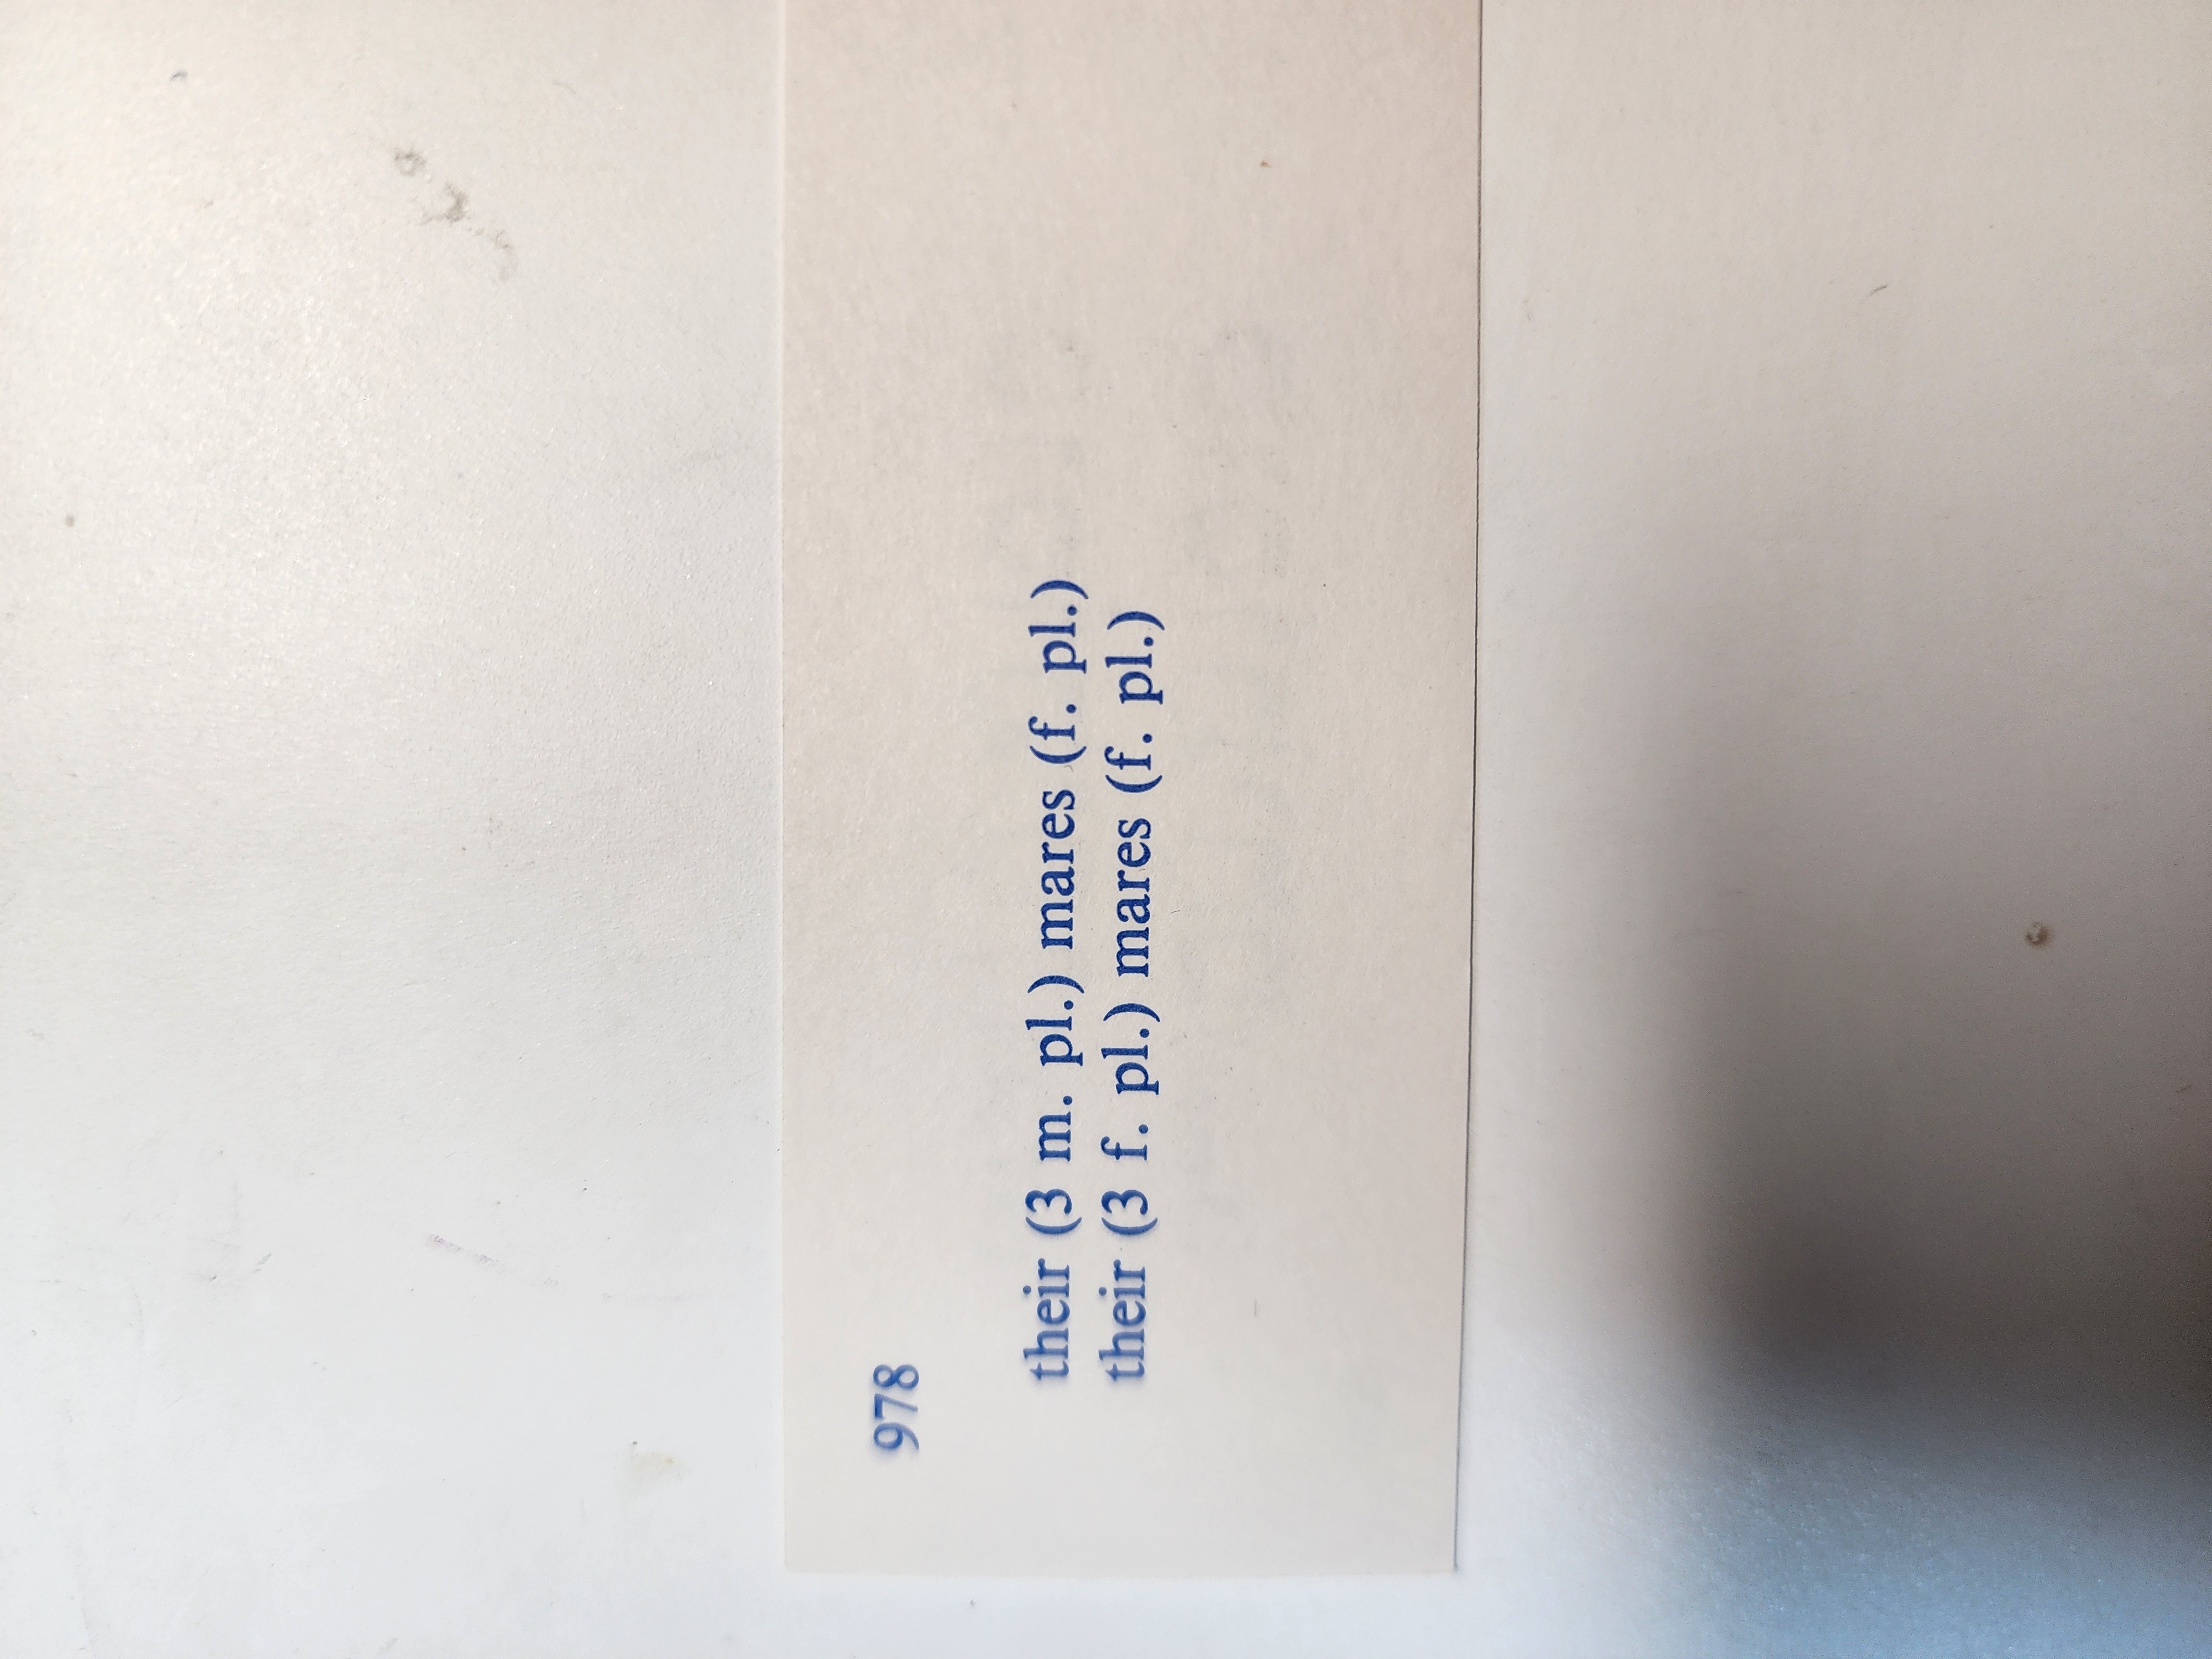 978
their (3 m. pl.) mares (f. pl.)
their (3 f. pl.) mares (f. pl.)